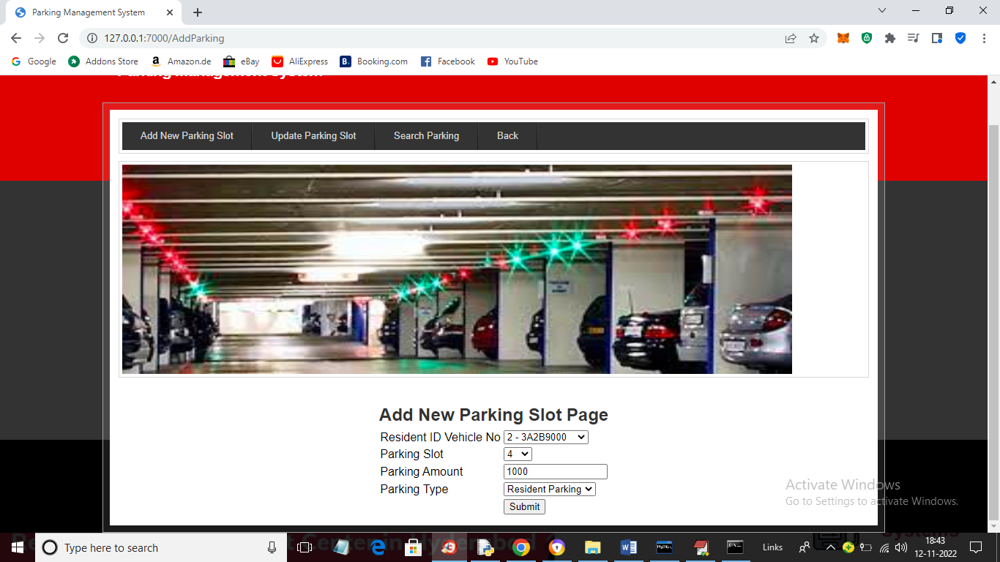 Parking Management System
127.0.0.1:7000/AddParking
Google Addons Store Amazon.de eBay AliExpress Booking.com Facebook YouTube
Parking Management System
Add New Parking Slot Update Parking Slot Search Parking Back
Add New Parking Slot Page
Resident ID Vehicle No 2 - 3A2B9000
Parking Slot 4
Parking Amount 1000
Parking Type Resident Parking
Submit
Activate Windows
Go to Settings to activate Windows.
Type here to search
Links
18:43
12-11-2022